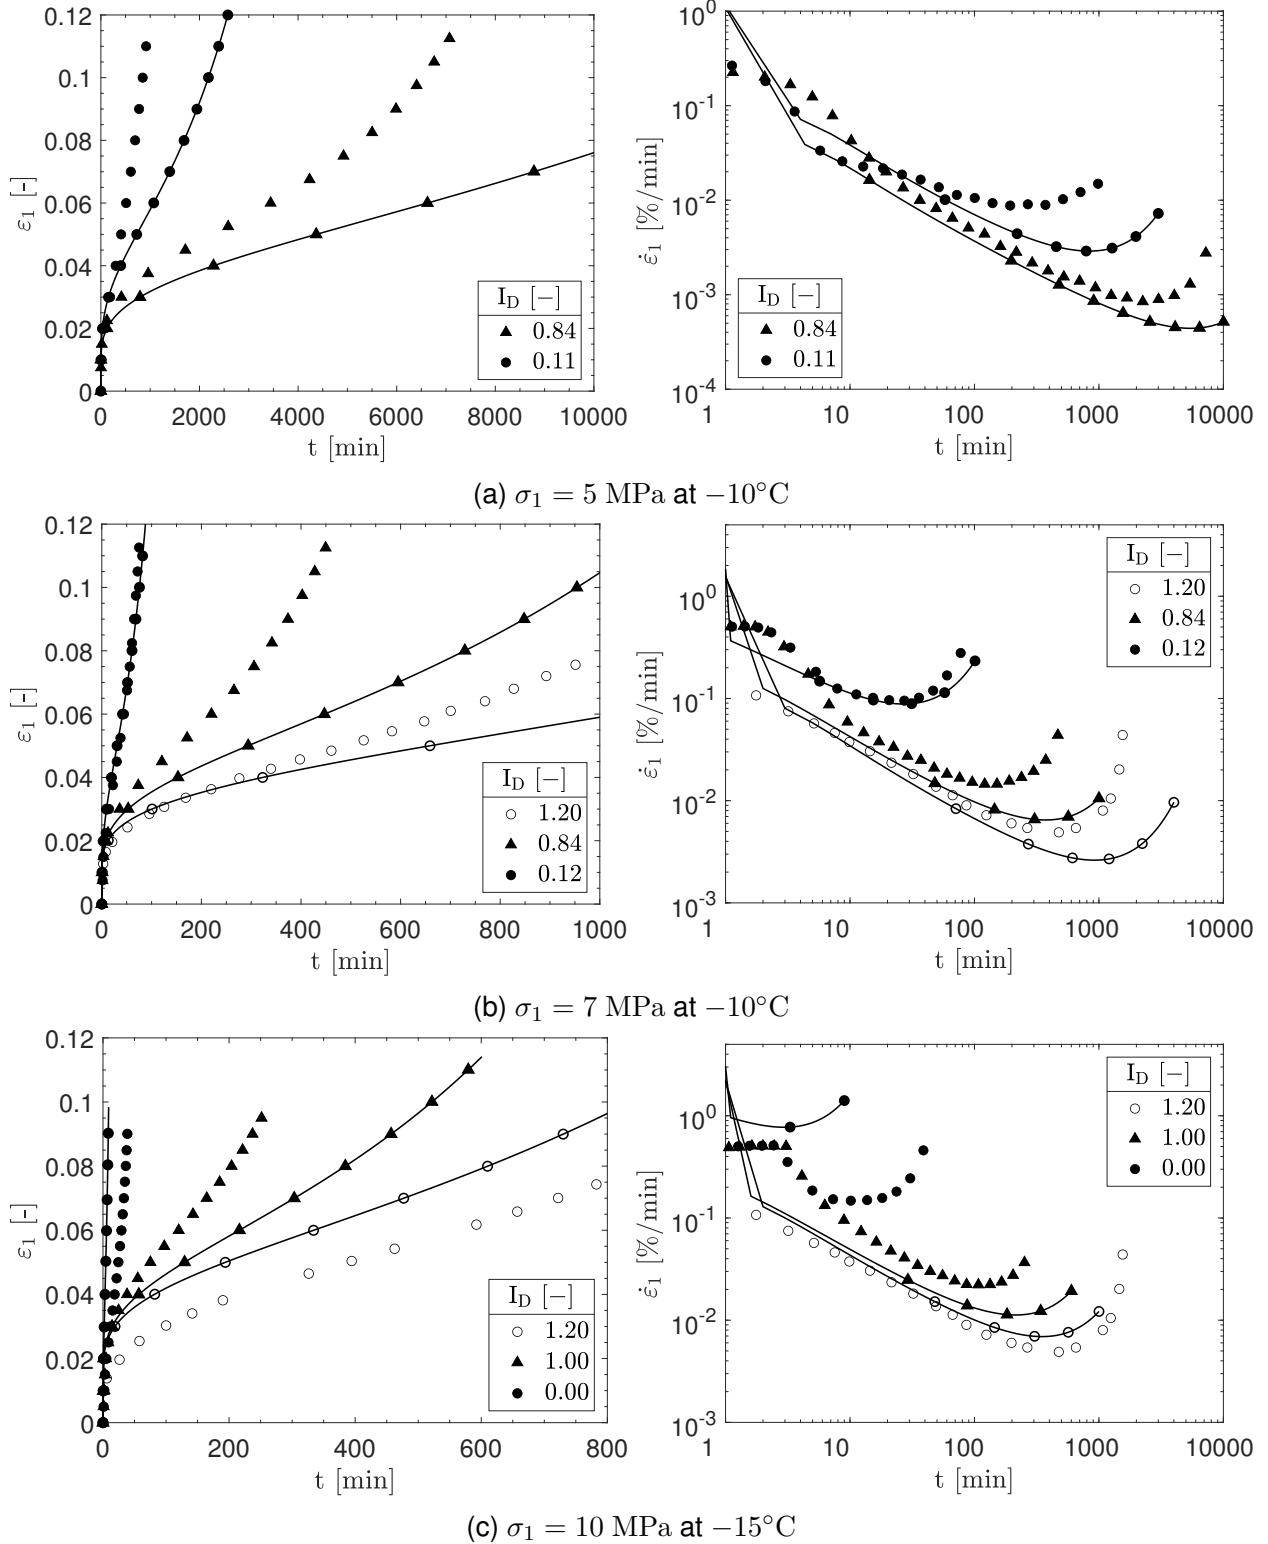 0.12
0.1
0.08
0.06
0.04
0.02
0
ε₁ [-]
0 2000 4000 6000 8000 10000
t [min]
I_D [−]
0.84
0.11
10^0
10^-1
10^-2
10^-3
10^-4
ε̇₁ [%/min]
1 10 100 1000 10000
t [min]
I_D [−]
0.84
0.11
(a) σ₁ = 5 MPa at −10°C
0.12
0.1
0.08
0.06
0.04
0.02
0
ε₁ [-]
0 200 400 600 800 1000
t [min]
I_D [−]
1.20
0.84
0.12
10^0
10^-1
10^-2
10^-3
ε̇₁ [%/min]
1 10 100 1000 10000
t [min]
I_D [−]
1.20
0.84
0.12
(b) σ₁ = 7 MPa at −10°C
0.12
0.1
0.08
0.06
0.04
0.02
0
ε₁ [-]
0 200 400 600 800
t [min]
I_D [−]
1.20
1.00
0.00
10^0
10^-1
10^-2
10^-3
ε̇₁ [%/min]
1 10 100 1000 10000
t [min]
I_D [−]
1.20
1.00
0.00
(c) σ₁ = 10 MPa at −15°C